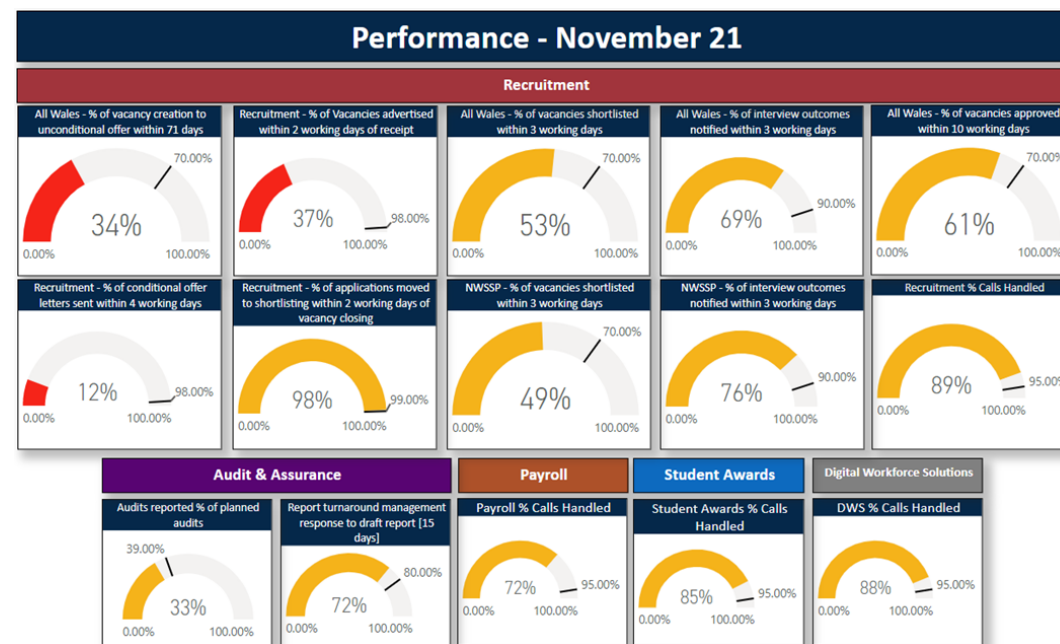 Performance - November 21
Recruitment
All Wales - % of vacancy creation to
unconditional offer within 71 days
70.00%
34%
0.00%
100.00%
Recruitment - % of Vacancies advertised
within 2 working days of receipt
37%
98.00%
0.00%
100.00%
All Wales - % of vacancies shortlisted
within 3 working days
70.00%
53%
0.00%
100.00%
All Wales - % of interview outcomes
notified within 3 working days
69%
90.00%
0.00%
100.00%
All Wales - % of vacancies approved
within 10 working days
70.00%
61%
0.00%
100.00%
Recruitment - % of conditional offer
letters sent within 4 working days
12%
98.00%
0.00%
100.00%
Recruitment - % of applications moved
to shortlisting within 2 working days of
vacancy closing
98%
99.00%
0.00%
100.00%
NWSSP - % of vacancies shortlisted
within 3 working days
70.00%
49%
0.00%
100.00%
NWSSP - % of interview outcomes
notified within 3 working days
76%
90.00%
0.00%
100.00%
Recruitment % Calls Handled
89%
95.00%
0.00%
100.00%
Audit & Assurance
Audits reported % of planned
audits
39.00%
33%
0.00%
100.00%
Report turnaround management
response to draft report [15
days]
80.00%
72%
0.00%
100.00%
Payroll
Payroll % Calls Handled
72%
95.00%
0.00%
100.00%
Student Awards
Student Awards % Calls
Handled
85%
95.00%
0.00%
100.00%
Digital Workforce Solutions
DWS % Calls Handled
88%
95.00%
0.00%
100.00%